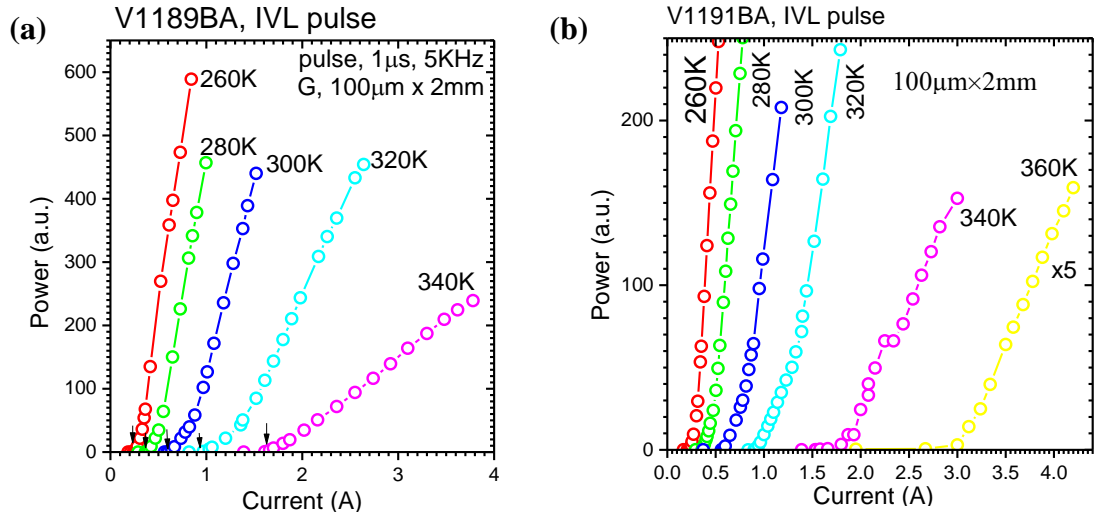 (a)
V1189BA, IVL pulse
pulse, 1μs, 5KHz
G, 100μm x 2mm
260K
280K
300K
320K
340K
600
500
400
300
200
100
0
Power (a.u.)
0 1 2 3 4
Current (A)
(b)
V1191BA, IVL pulse
100μm×2mm
260K
280K
300K
320K
340K
360K
x5
200
100
0
Power (a.u.)
0.0 0.5 1.0 1.5 2.0 2.5 3.0 3.5 4.0
Current (A)